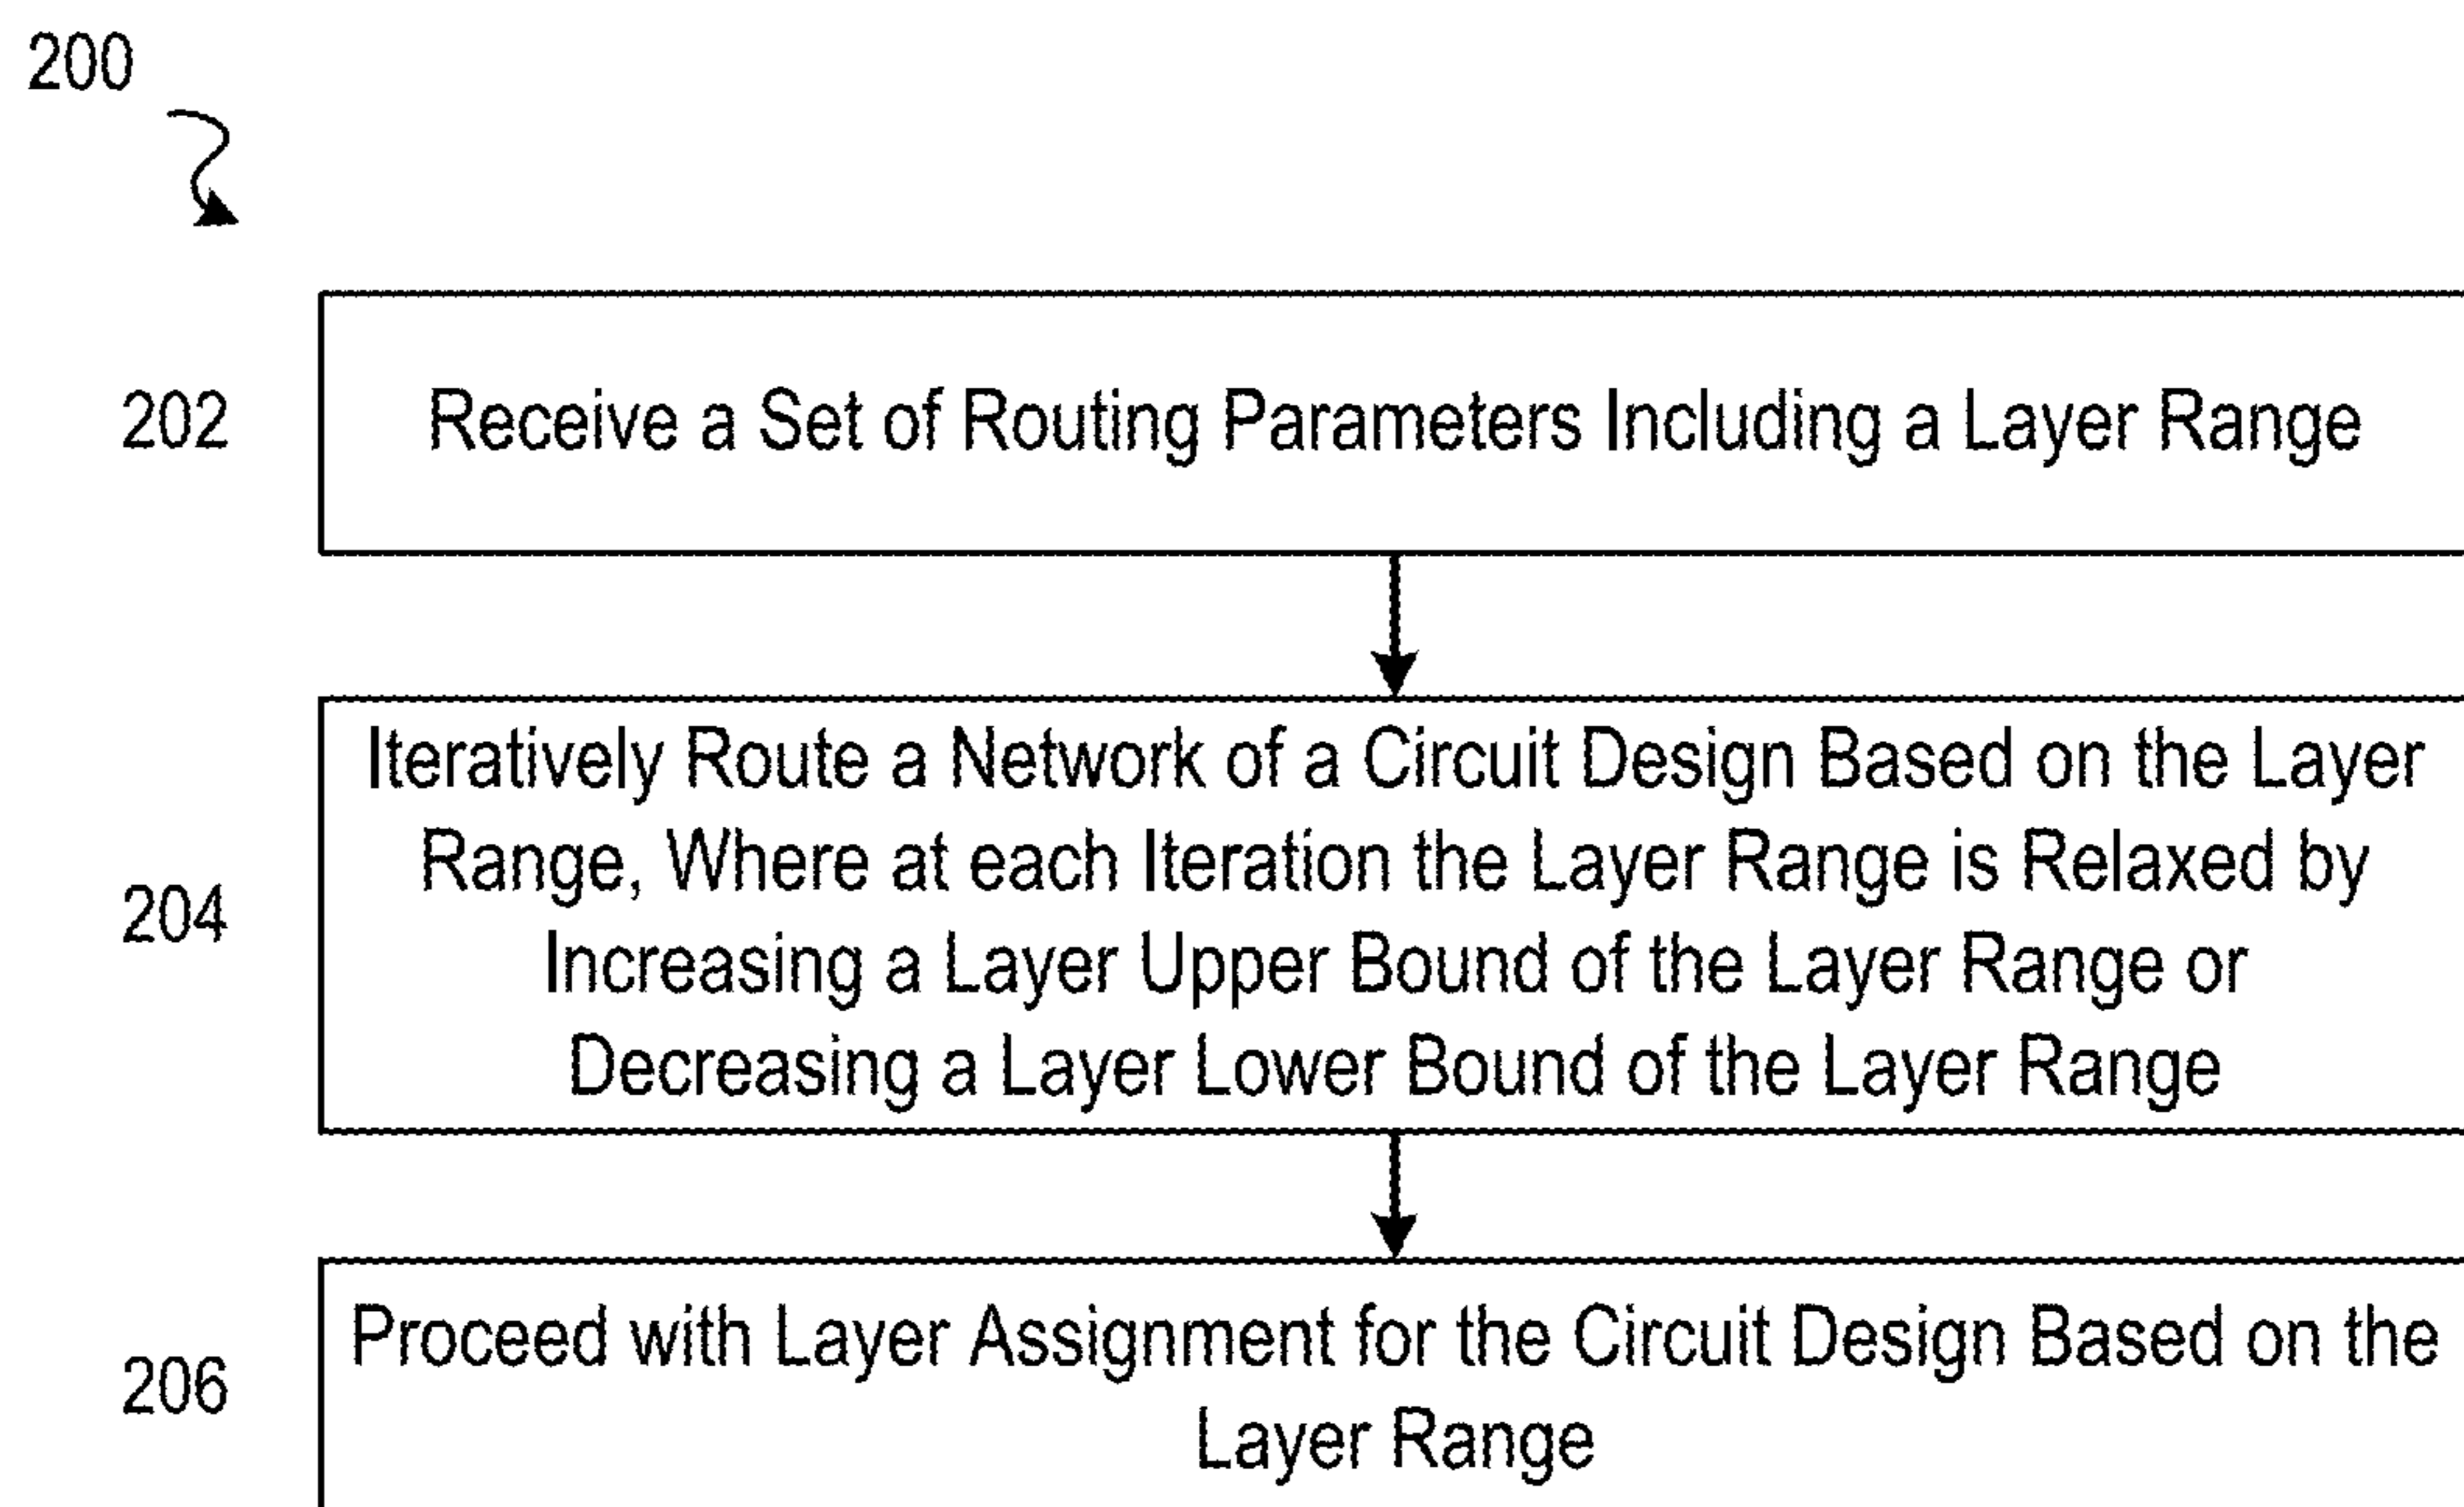 200
202
Receive a Set of Routing Parameters Including a Layer Range
204
Iteratively Route a Network of a Circuit Design Based on the Layer
Range, Where at each Iteration the Layer Range is Relaxed by
Increasing a Layer Upper Bound of the Layer Range or
Decreasing a Layer Lower Bound of the Layer Range
206
Proceed with Layer Assignment for the Circuit Design Based on the
Layer Range